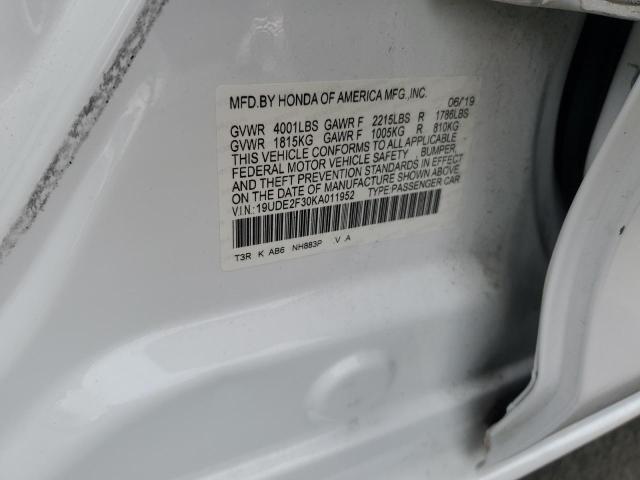 MFD.BY HONDA OF AMERICA MFG.,INC. 06/19
GVWR 4001LBS GAWR F 2215LBS R 1786LBS
GVWR 1815KG GAWR F 1005KG R 810KG
THIS VEHICLE CONFORMS TO ALL APPLICABLE
FEDERAL MOTOR VEHICLE SAFETY BUMPER,
AND THEFT PREVENTION STANDARDS IN EFFECT
ON THE DATE OF MANUFACTURE SHOWN ABOVE.
V.I.N.:19UDE2F30KA011952 TYPE:PASSENGER CAR
T3R K AB6 NH883P .V .A